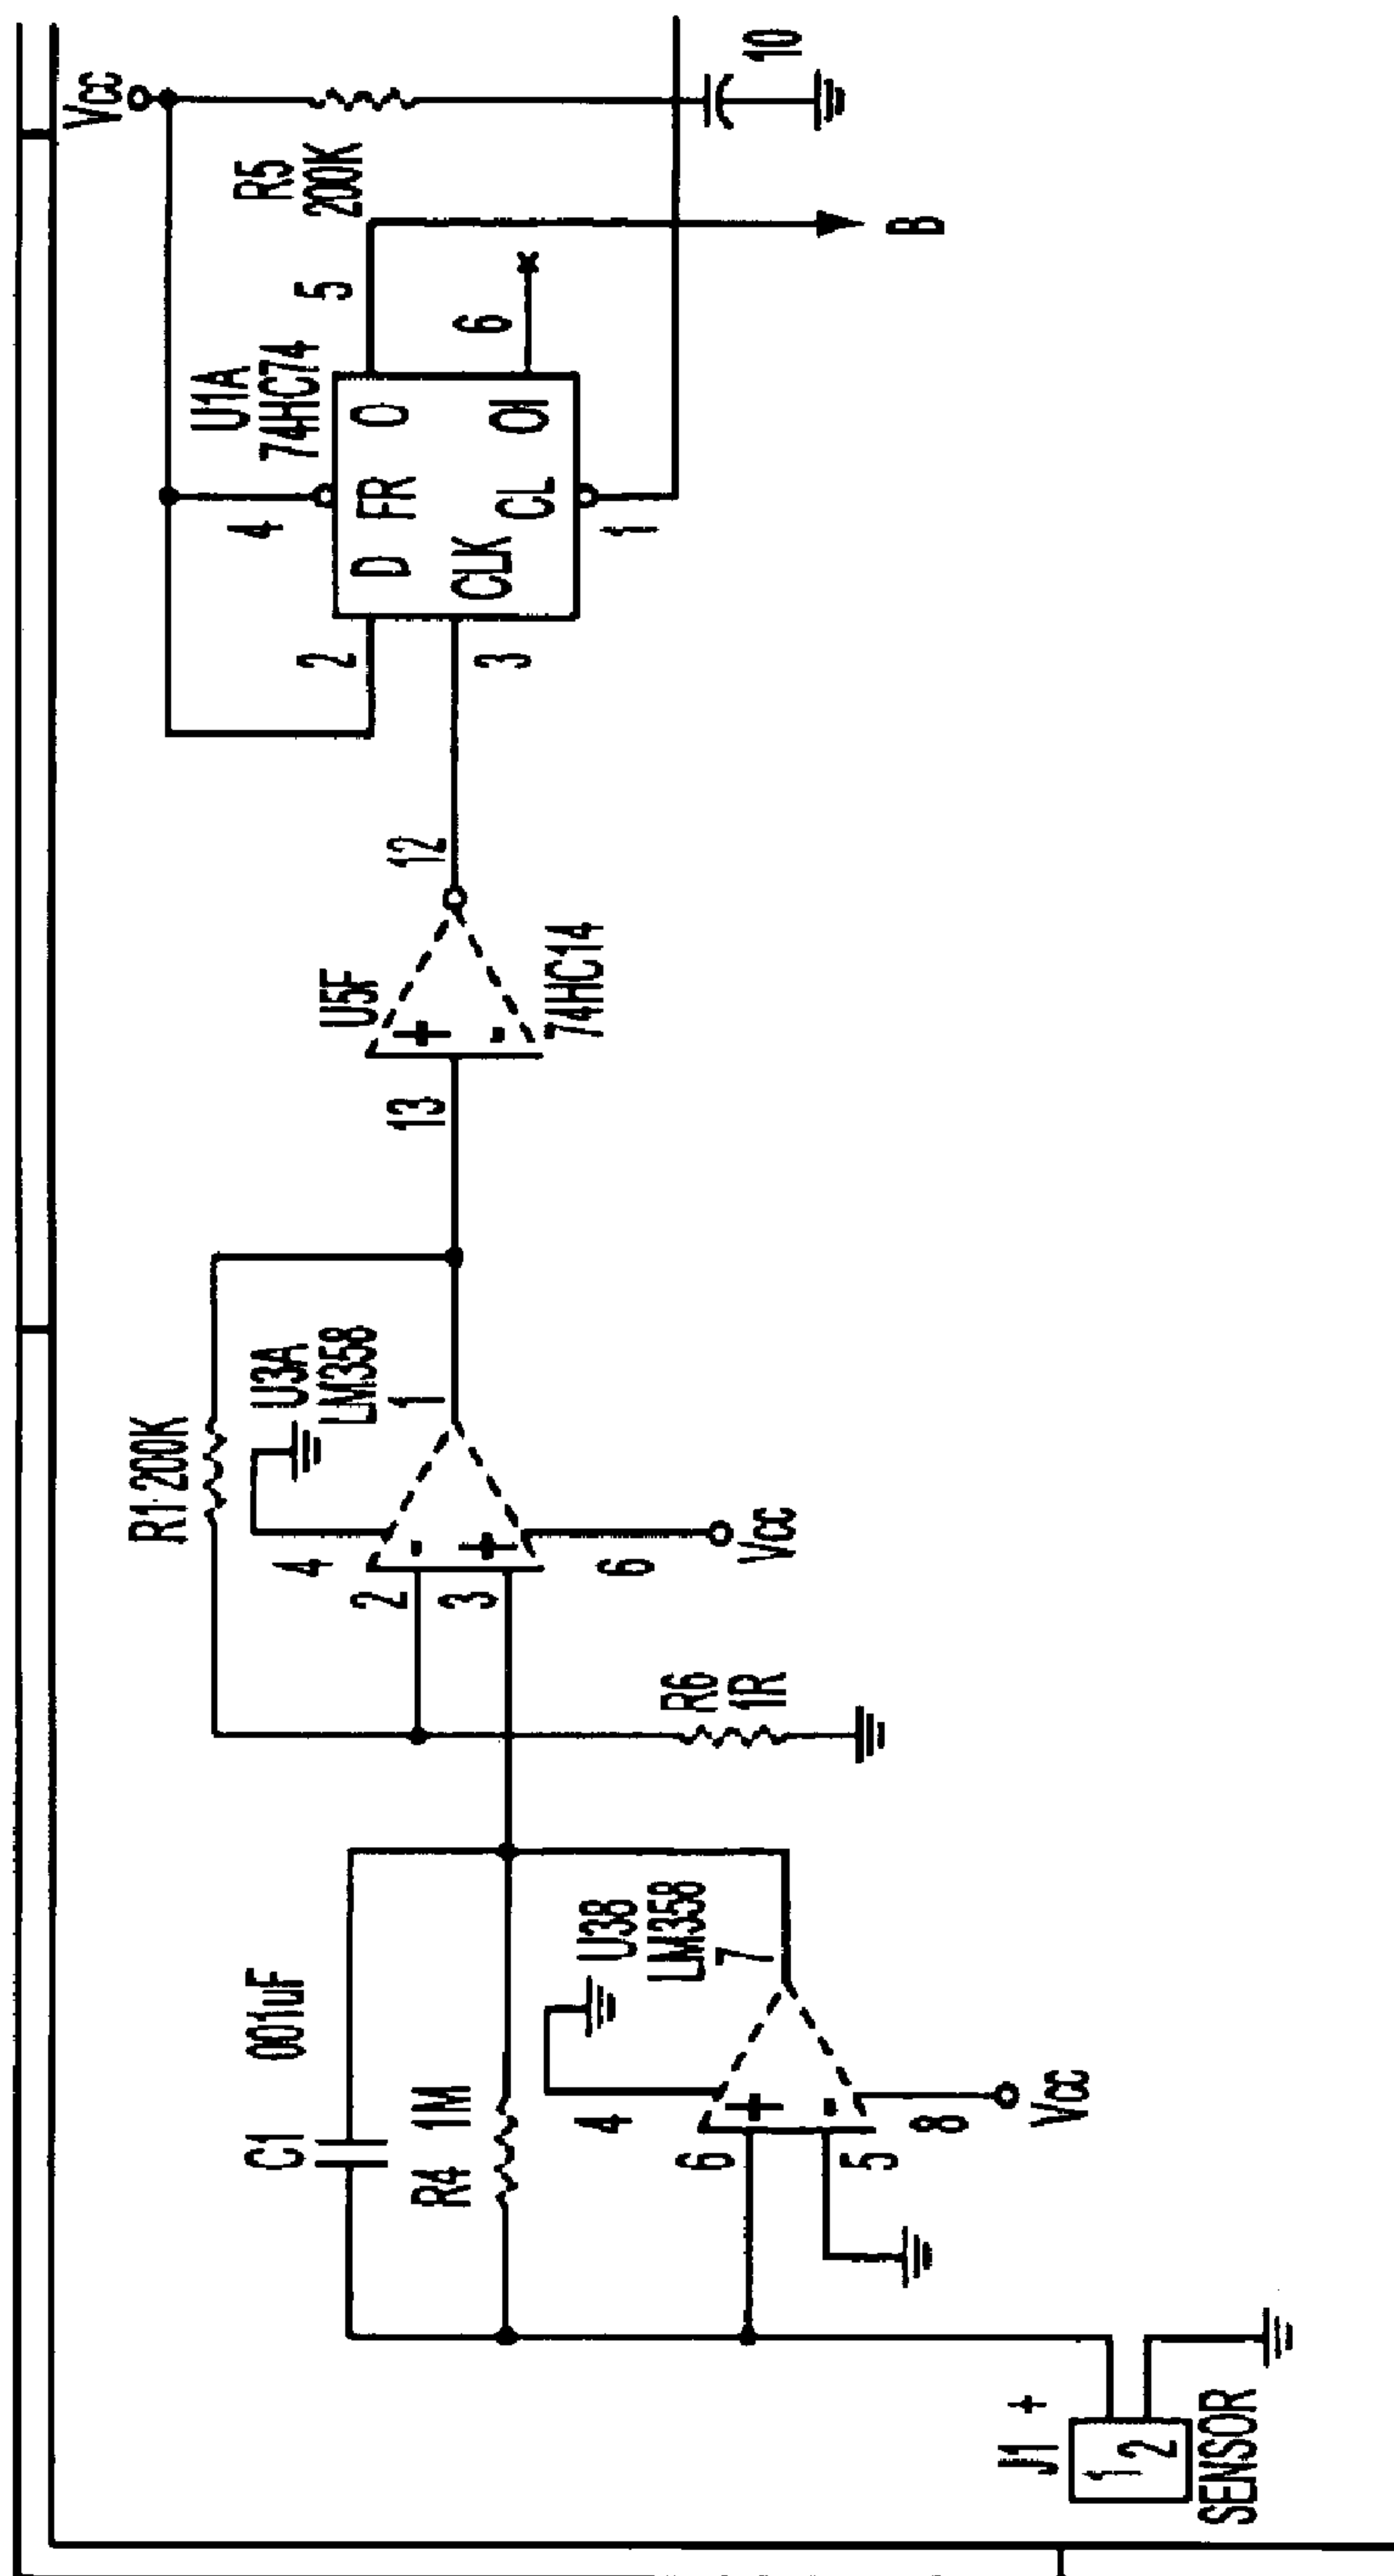 Vcc
R5
200K
10
B
5
6
U1A
74HC74
4
D FR O
CLK CL O
1
2
3
12
U5F
+
-
74HC14
13
R1 200K
U3A
LM358
1
4
2
3
-
+
6
Vcc
R6
1R
C1 001uF
R4 1M
U38
LM358
7
4
6
5
+
-
8
Vcc
J1 +
1
2
SENSOR